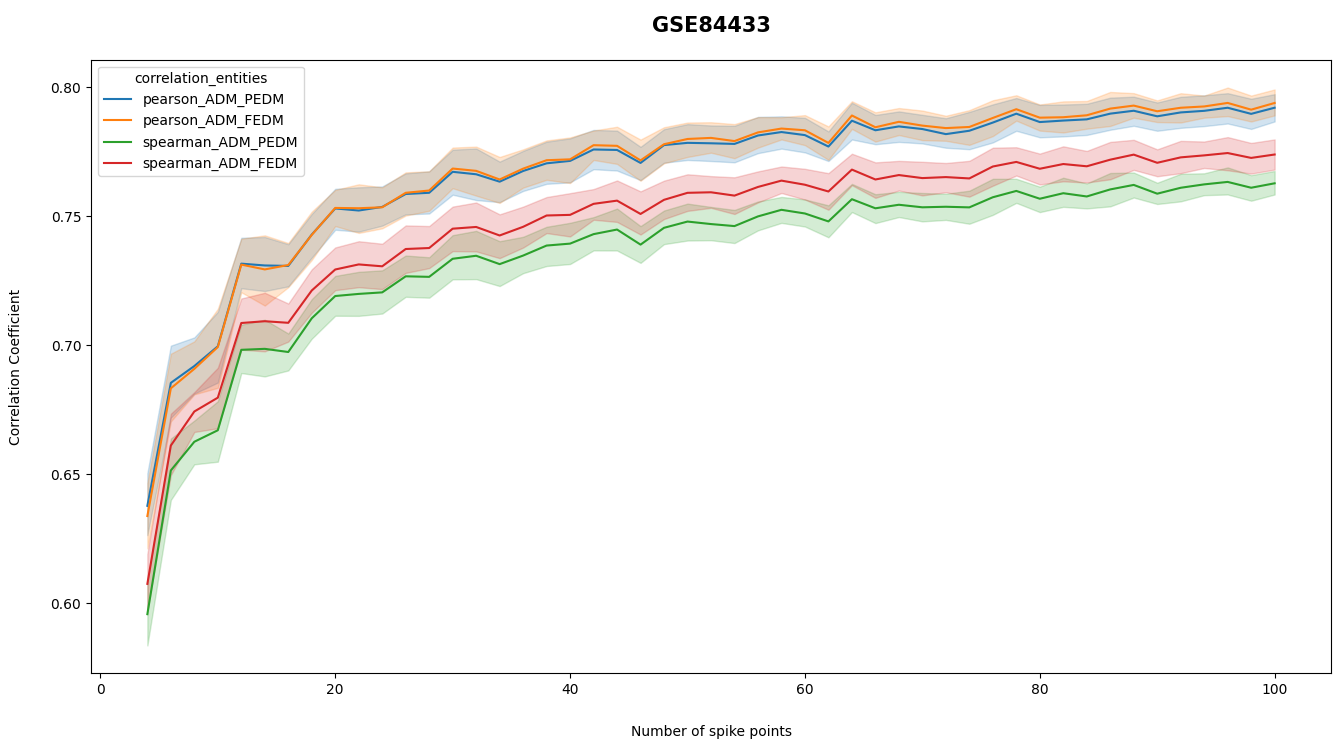 GSE84433
correlation_entities
pearson_ADM_PEDM
pearson_ADM_FEDM
spearman_ADM_PEDM
spearman_ADM_FEDM
Correlation Coefficient
0.80
0.75
0.70
0.65
0.60
0 20 40 60 80 100
Number of spike points